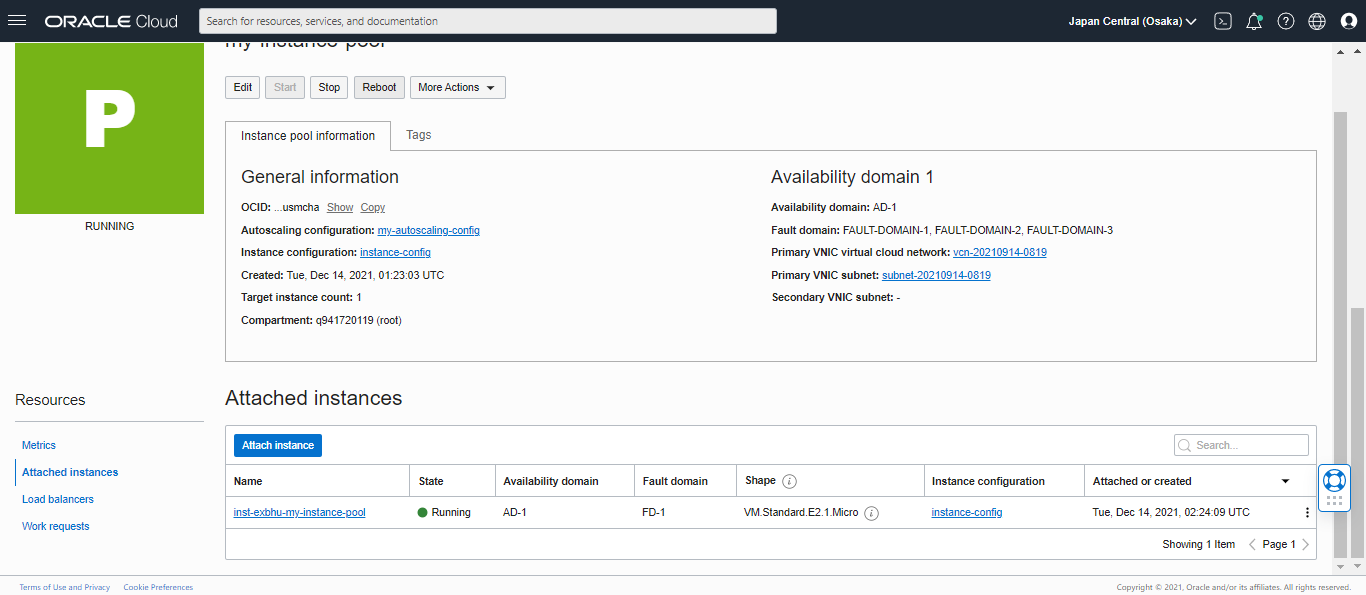 ORACLE Cloud
Search for resources, services, and documentation
Japan Central (Osaka)
my-instance-pool
P
RUNNING
Edit
Start
Stop
Reboot
More Actions
Instance pool information
Tags
General information
OCID: ...usmcha Show Copy
Autoscaling configuration: my-autoscaling-config
Instance configuration: instance-config
Created: Tue, Dec 14, 2021, 01:23:03 UTC
Target instance count: 1
Compartment: q941720119 (root)
Availability domain 1
Availability domain: AD-1
Fault domain: FAULT-DOMAIN-1, FAULT-DOMAIN-2, FAULT-DOMAIN-3
Primary VNIC virtual cloud network: vcn-20210914-0819
Primary VNIC subnet: subnet-20210914-0819
Secondary VNIC subnet: -
Resources
Metrics
Attached instances
Load balancers
Work requests
Attached instances
Attach instance
Search...
Name State Availability domain Fault domain Shape Instance configuration Attached or created
inst-exbhu-my-instance-pool Running AD-1 FD-1 VM.Standard.E2.1.Micro instance-config Tue, Dec 14, 2021, 02:24:09 UTC
Showing 1 Item Page 1
Terms of Use and Privacy Cookie Preferences
Copyright © 2021, Oracle and/or its affiliates. All rights reserved.